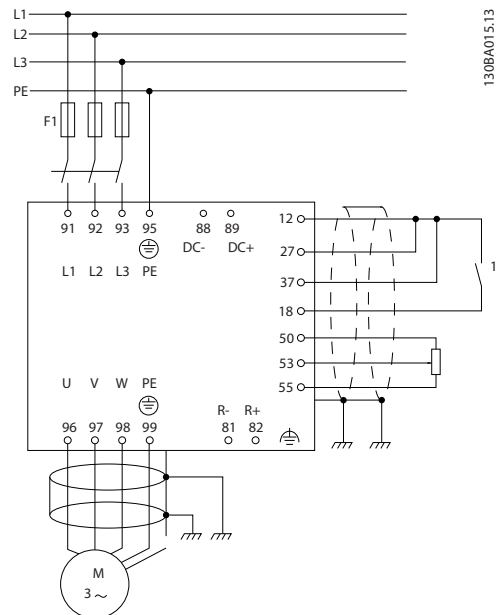 L1
L2
L3
PE
130BA015.13
F1
91 92 93 95 88 89
DC- DC+
L1 L2 L3 PE
12
27
37
18
50
53
55
1
U V W PE
96 97 98 99
R- R+
81 82
M
3 ~